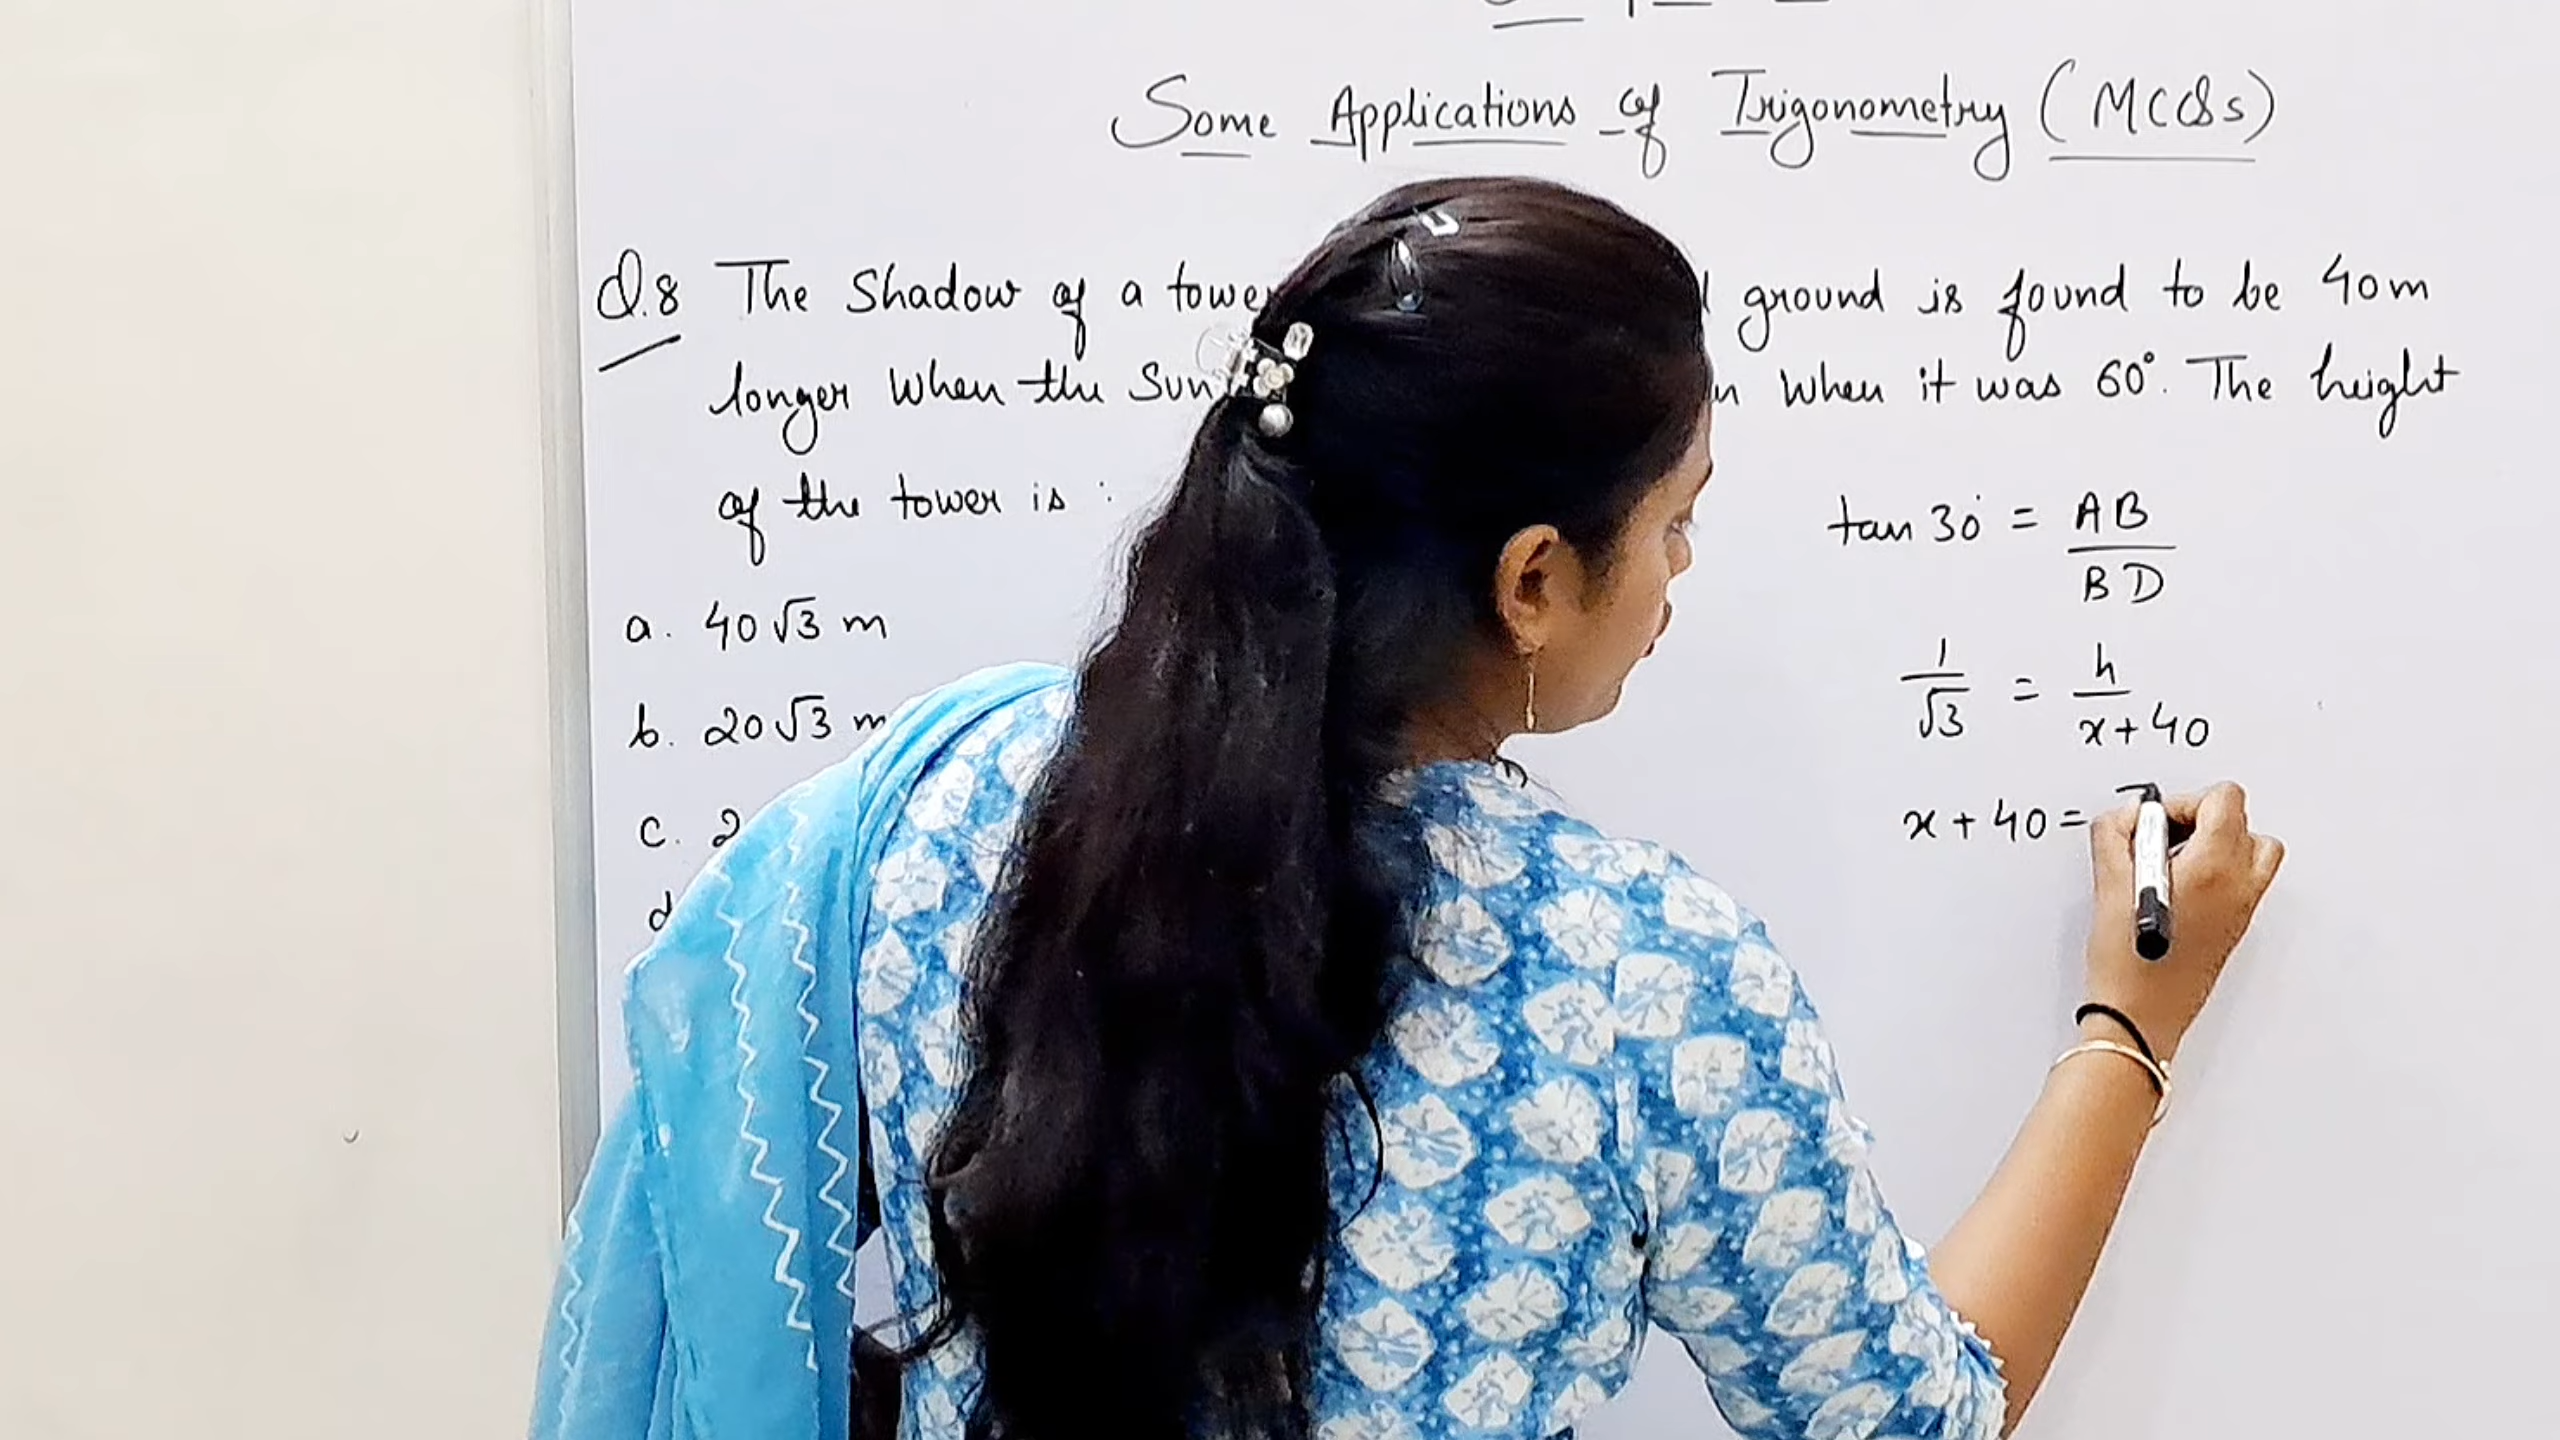 Some Applications of Trigonometry (MCQs)
Q.8 The shadow of a tower ground is found to be 40m
longer when the Sun when it was 60°. The height
of the tower is :
tan 30° = AB / BD
a. 40√3 m
1/√3 = h / x+40
b. 20√3 m
x + 40 =
c. 2
d